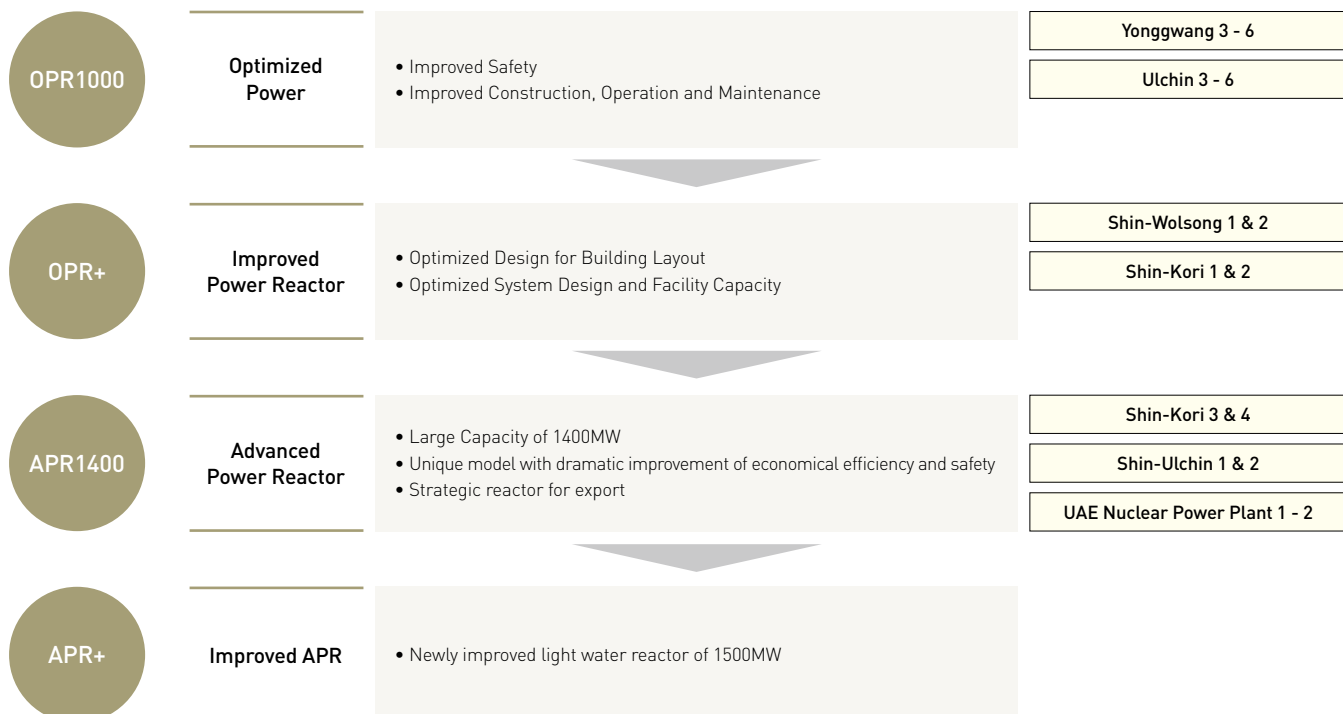 OPR1000
Optimized
Power
• Improved Safety
• Improved Construction, Operation and Maintenance
Yonggwang 3 - 6
Ulchin 3 - 6
OPR+
Improved
Power Reactor
• Optimized Design for Building Layout
• Optimized System Design and Facility Capacity
Shin-Wolsong 1 & 2
Shin-Kori 1 & 2
APR1400
Advanced
Power Reactor
• Large Capacity of 1400MW
• Unique model with dramatic improvement of economical efficiency and safety
• Strategic reactor for export
Shin-Kori 3 & 4
Shin-Ulchin 1 & 2
UAE Nuclear Power Plant 1 - 2
APR+
Improved APR
• Newly improved light water reactor of 1500MW